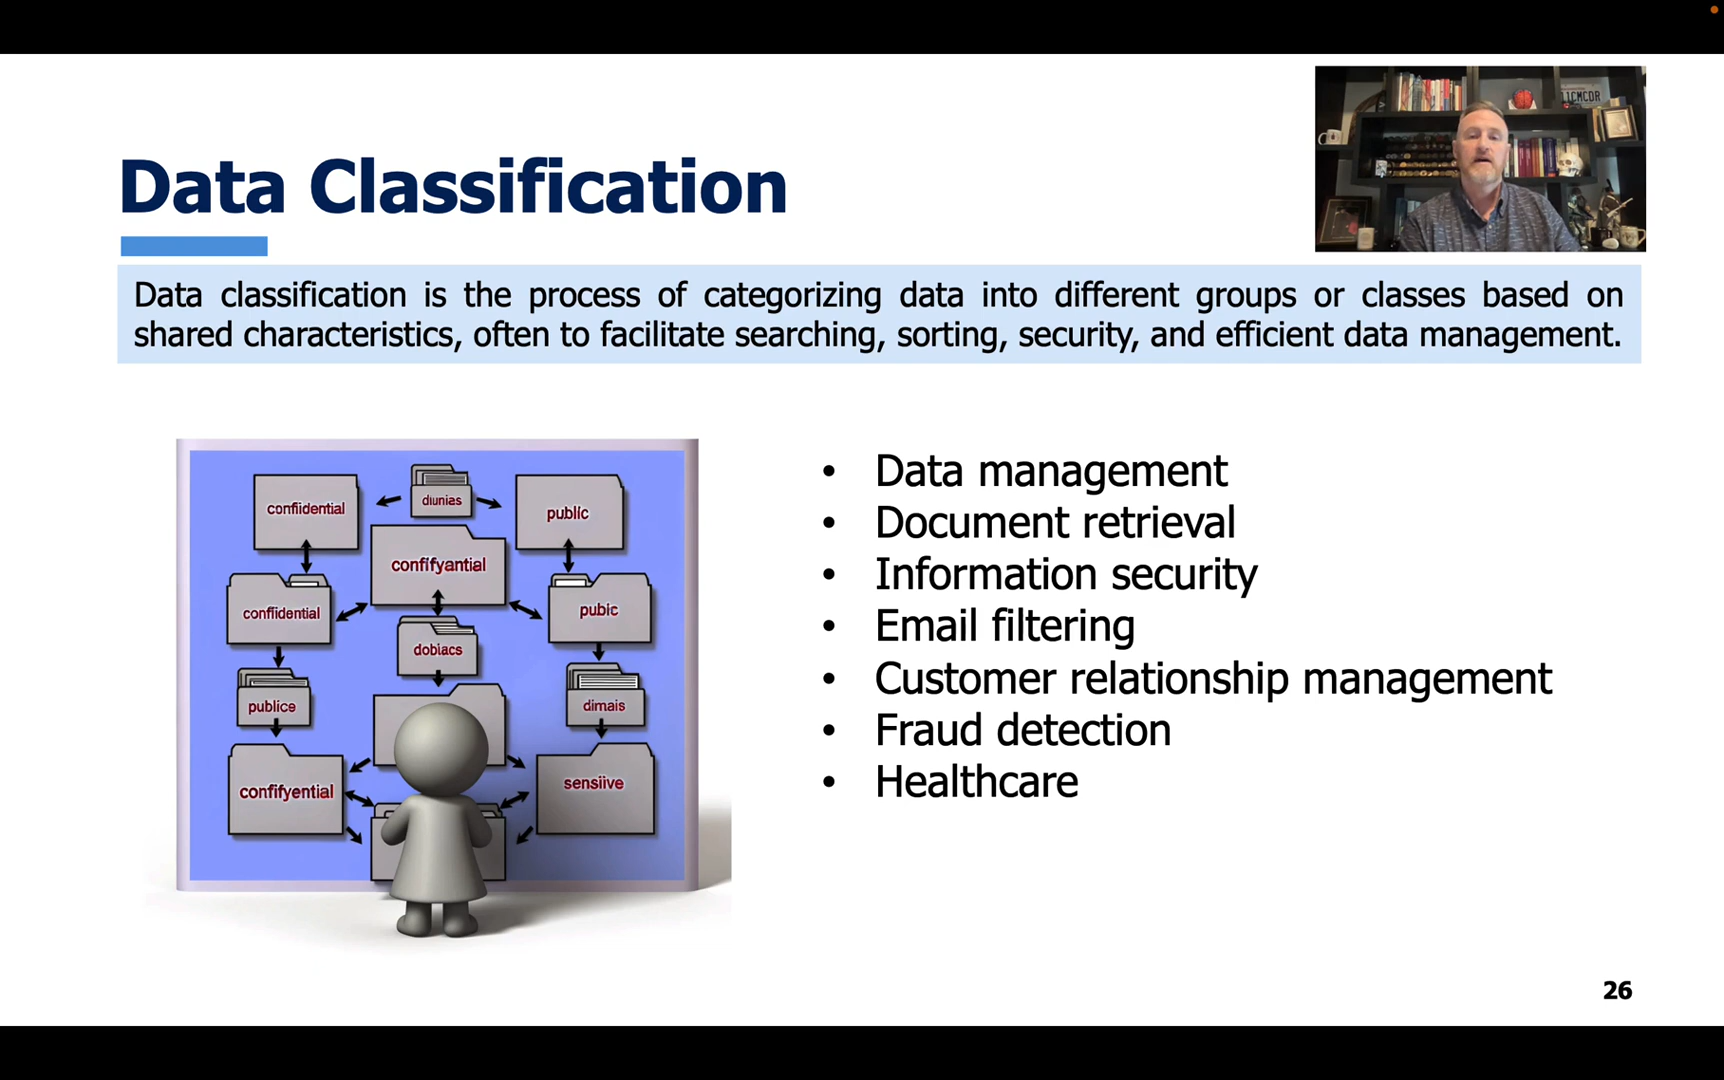 11CMCDR
Data Classification
Data classification is the process of categorizing data into different groups or classes based on
shared characteristics, often to facilitate searching, sorting, security, and efficient data management.
confiidential
diunias
public
confifyantial
confiidential
pubic
dobiacs
publice
dimais
confifyential
sensiive
• Data management
• Document retrieval
• Information security
• Email filtering
• Customer relationship management
• Fraud detection
• Healthcare
26